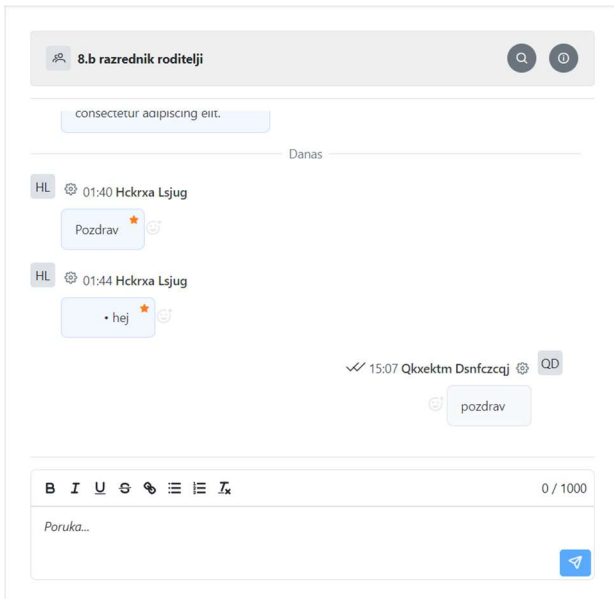 8.b razrednik roditelji
consectetur adipiscing elit.
Danas
HL 01:40 Hckrxa Lsjug
Pozdrav
HL 01:44 Hckrxa Lsjug
• hej
15:07 Qkxektm Dsnfczcqj QD
pozdrav
B I U S Tx 0 / 1000
Poruka...